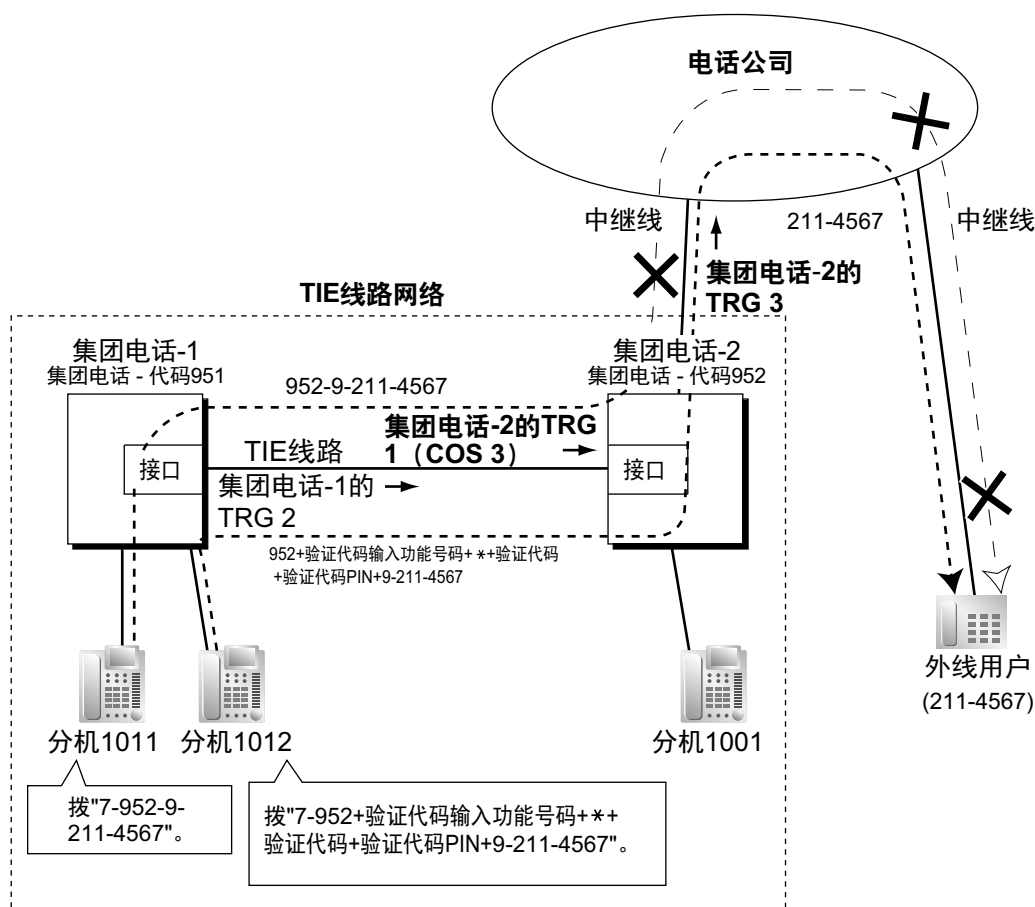 电话公司
中继线
211-4567
中继线
集团电话-2的
TRG 3
TIE线路网络
集团电话-1
集团电话 - 代码951
集团电话-2
集团电话 - 代码952
952-9-211-4567
集团电话-2的TRG
1（COS 3）
接口
TIE线路
接口
集团电话-1的
TRG 2
952+验证代码输入功能号码+ *+验证代码
+验证代码PIN+9-211-4567
外线用户
(211-4567)
分机1011
分机1012
分机1001
拨"7-952-9-
211-4567"。
拨"7-952+验证代码输入功能号码+*+
验证代码+验证代码PIN+9-211-4567"。